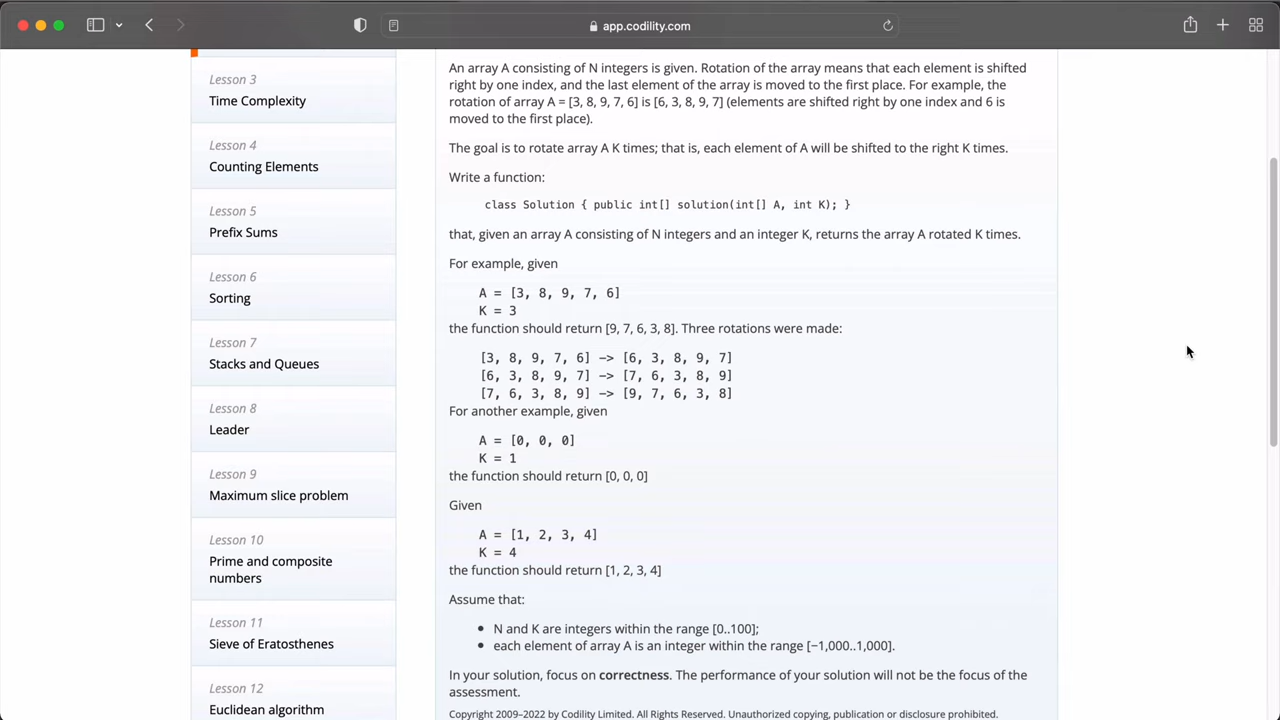 app.codility.com
Lesson 3
Time Complexity
Lesson 4
Counting Elements
Lesson 5
Prefix Sums
Lesson 6
Sorting
Lesson 7
Stacks and Queues
Lesson 8
Leader
Lesson 9
Maximum slice problem
Lesson 10
Prime and composite
numbers
Lesson 11
Sieve of Eratosthenes
Lesson 12
Euclidean algorithm
An array A consisting of N integers is given. Rotation of the array means that each element is shifted
right by one index, and the last element of the array is moved to the first place. For example, the
rotation of array A = [3, 8, 9, 7, 6] is [6, 3, 8, 9, 7] (elements are shifted right by one index and 6 is
moved to the first place).
The goal is to rotate array A K times; that is, each element of A will be shifted to the right K times.
Write a function:
class Solution { public int[] solution(int[] A, int K); }
that, given an array A consisting of N integers and an integer K, returns the array A rotated K times.
For example, given
A = [3, 8, 9, 7, 6]
K = 3
the function should return [9, 7, 6, 3, 8]. Three rotations were made:
[3, 8, 9, 7, 6] -> [6, 3, 8, 9, 7]
[6, 3, 8, 9, 7] -> [7, 6, 3, 8, 9]
[7, 6, 3, 8, 9] -> [9, 7, 6, 3, 8]
For another example, given
A = [0, 0, 0]
K = 1
the function should return [0, 0, 0]
Given
A = [1, 2, 3, 4]
K = 4
the function should return [1, 2, 3, 4]
Assume that:
• N and K are integers within the range [0..100];
• each element of array A is an integer within the range [−1,000..1,000].
In your solution, focus on correctness. The performance of your solution will not be the focus of the
assessment.
Copyright 2009–2022 by Codility Limited. All Rights Reserved. Unauthorized copying, publication or disclosure prohibited.